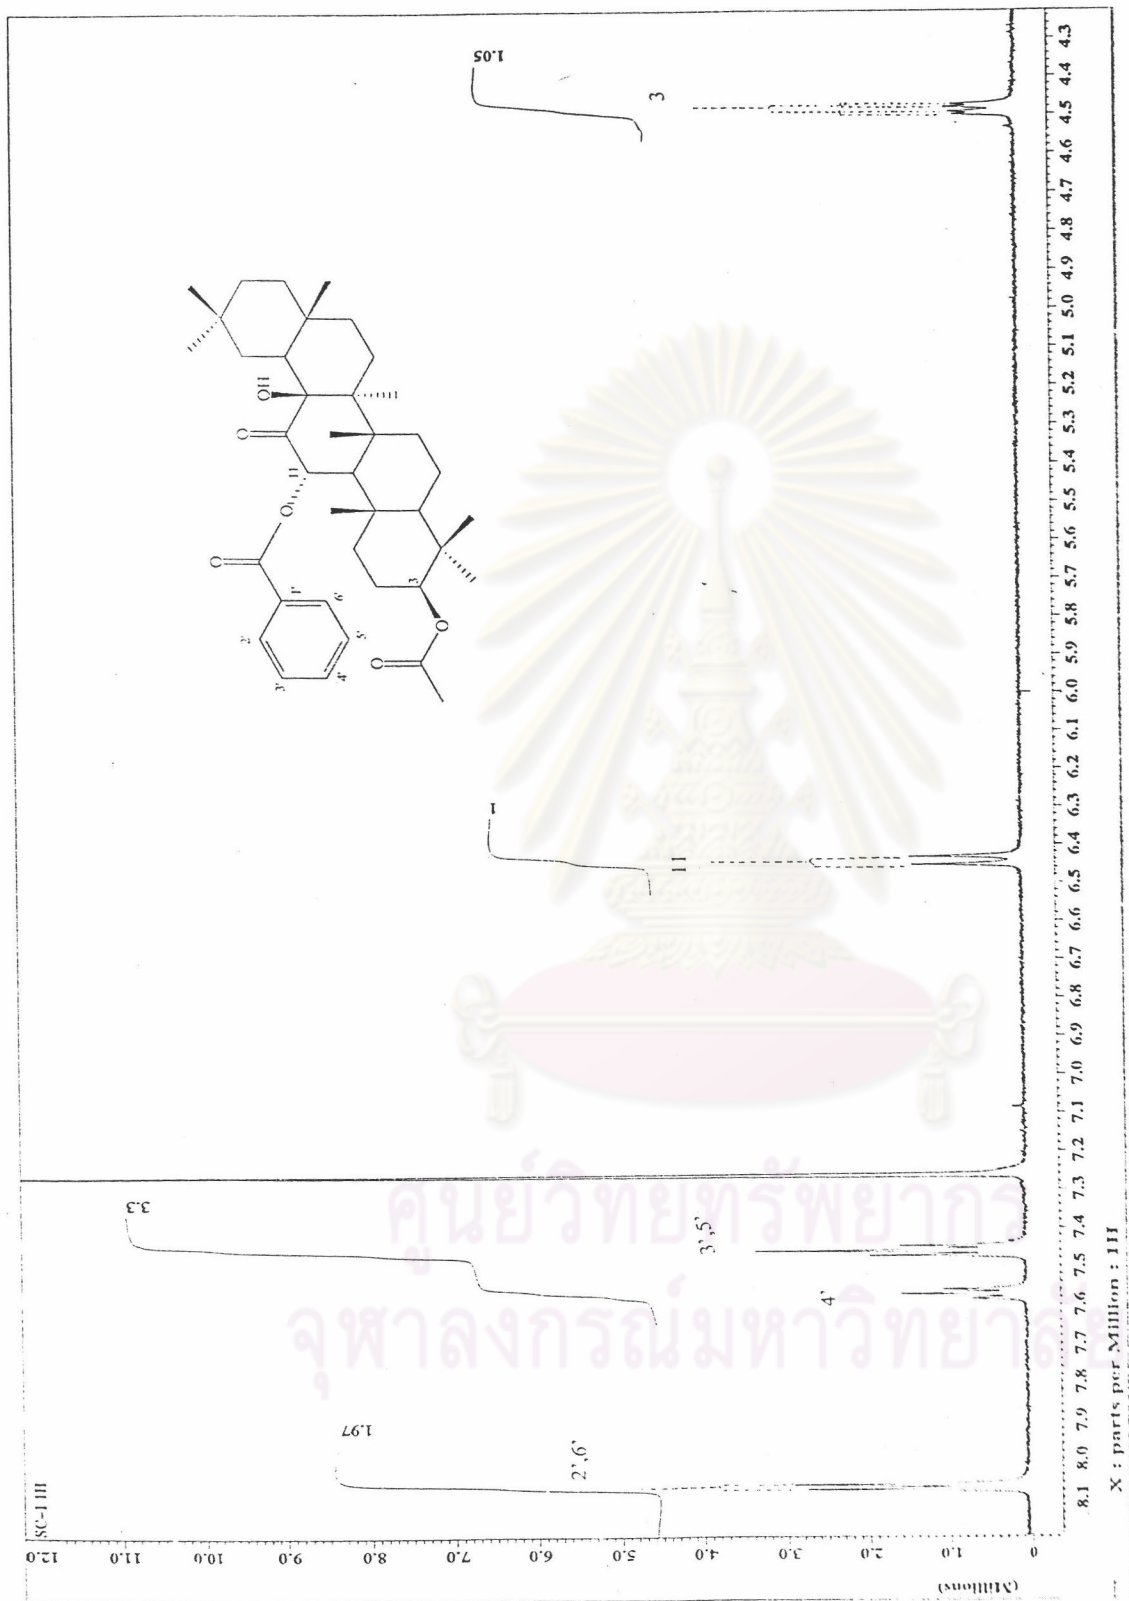 SC-1 1H
(Millions)
12.0 11.0 10.0 9.0 8.0 7.0 6.0 5.0 4.0 3.0 2.0 1.0 0
1.97
2',6'
3.3
4'
3',5'
1
11
1.05
3
O
O
O
OH
11
1'
2'
3'
4'
5'
6'
O
O
3
ศูนย์วิทยทรัพยากร
จุฬาลงกรณ์มหาวิทยาลัย
8.1 8.0 7.9 7.8 7.7 7.6 7.5 7.4 7.3 7.2 7.1 7.0 6.9 6.8 6.7 6.6 6.5 6.4 6.3 6.2 6.1 6.0 5.9 5.8 5.7 5.6 5.5 5.4 5.3 5.2 5.1 5.0 4.9 4.8 4.7 4.6 4.5 4.4 4.3
X : parts per Million : 1H